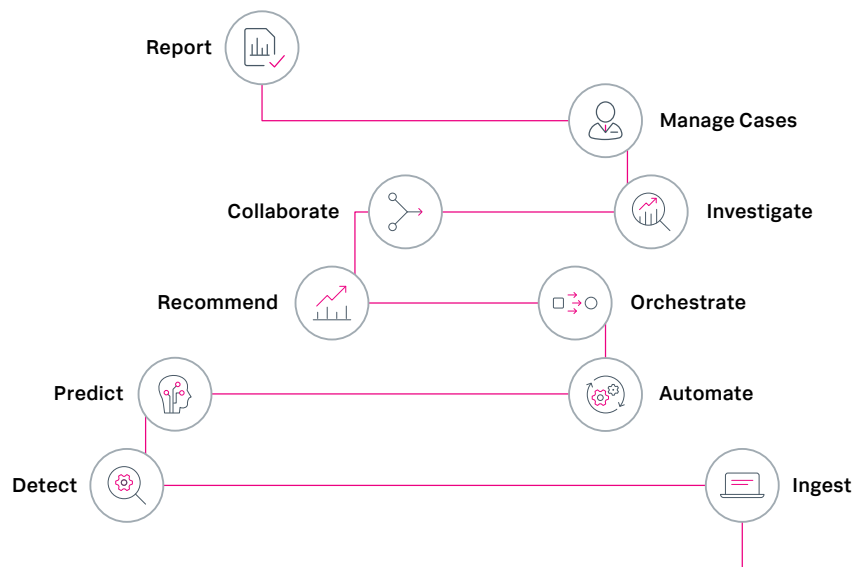 Report
Manage Cases
Collaborate
Investigate
Recommend
Orchestrate
Predict
Automate
Detect
Ingest